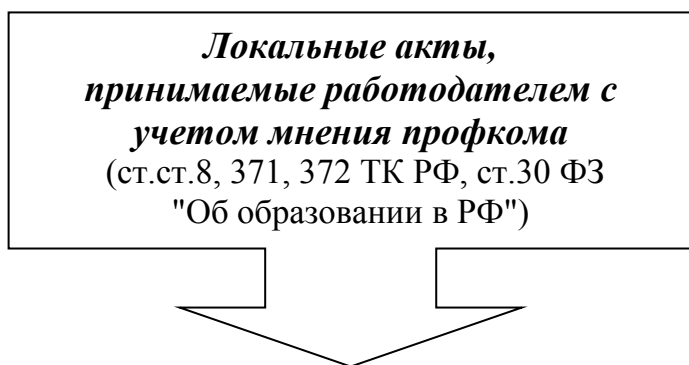 Локальные акты,
принимаемые работодателем с
учетом мнения профкома
(ст.ст.8, 371, 372 ТК РФ, ст.30 ФЗ
"Об образовании в РФ")